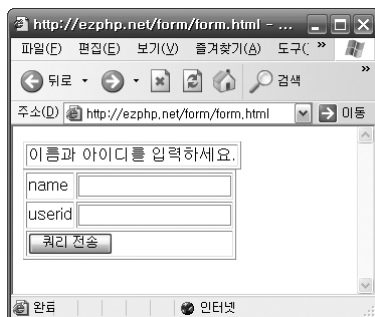 http://ezphp.net/form/form.html - ...
파일(F) 편집(E) 보기(V) 즐겨찾기(A) 도구( »
뒤로 검색 »
주소(D) http://ezphp.net/form/form.html 이동
이름과 아이디를 입력하세요.
name
userid
쿼리 전송
완료 인터넷